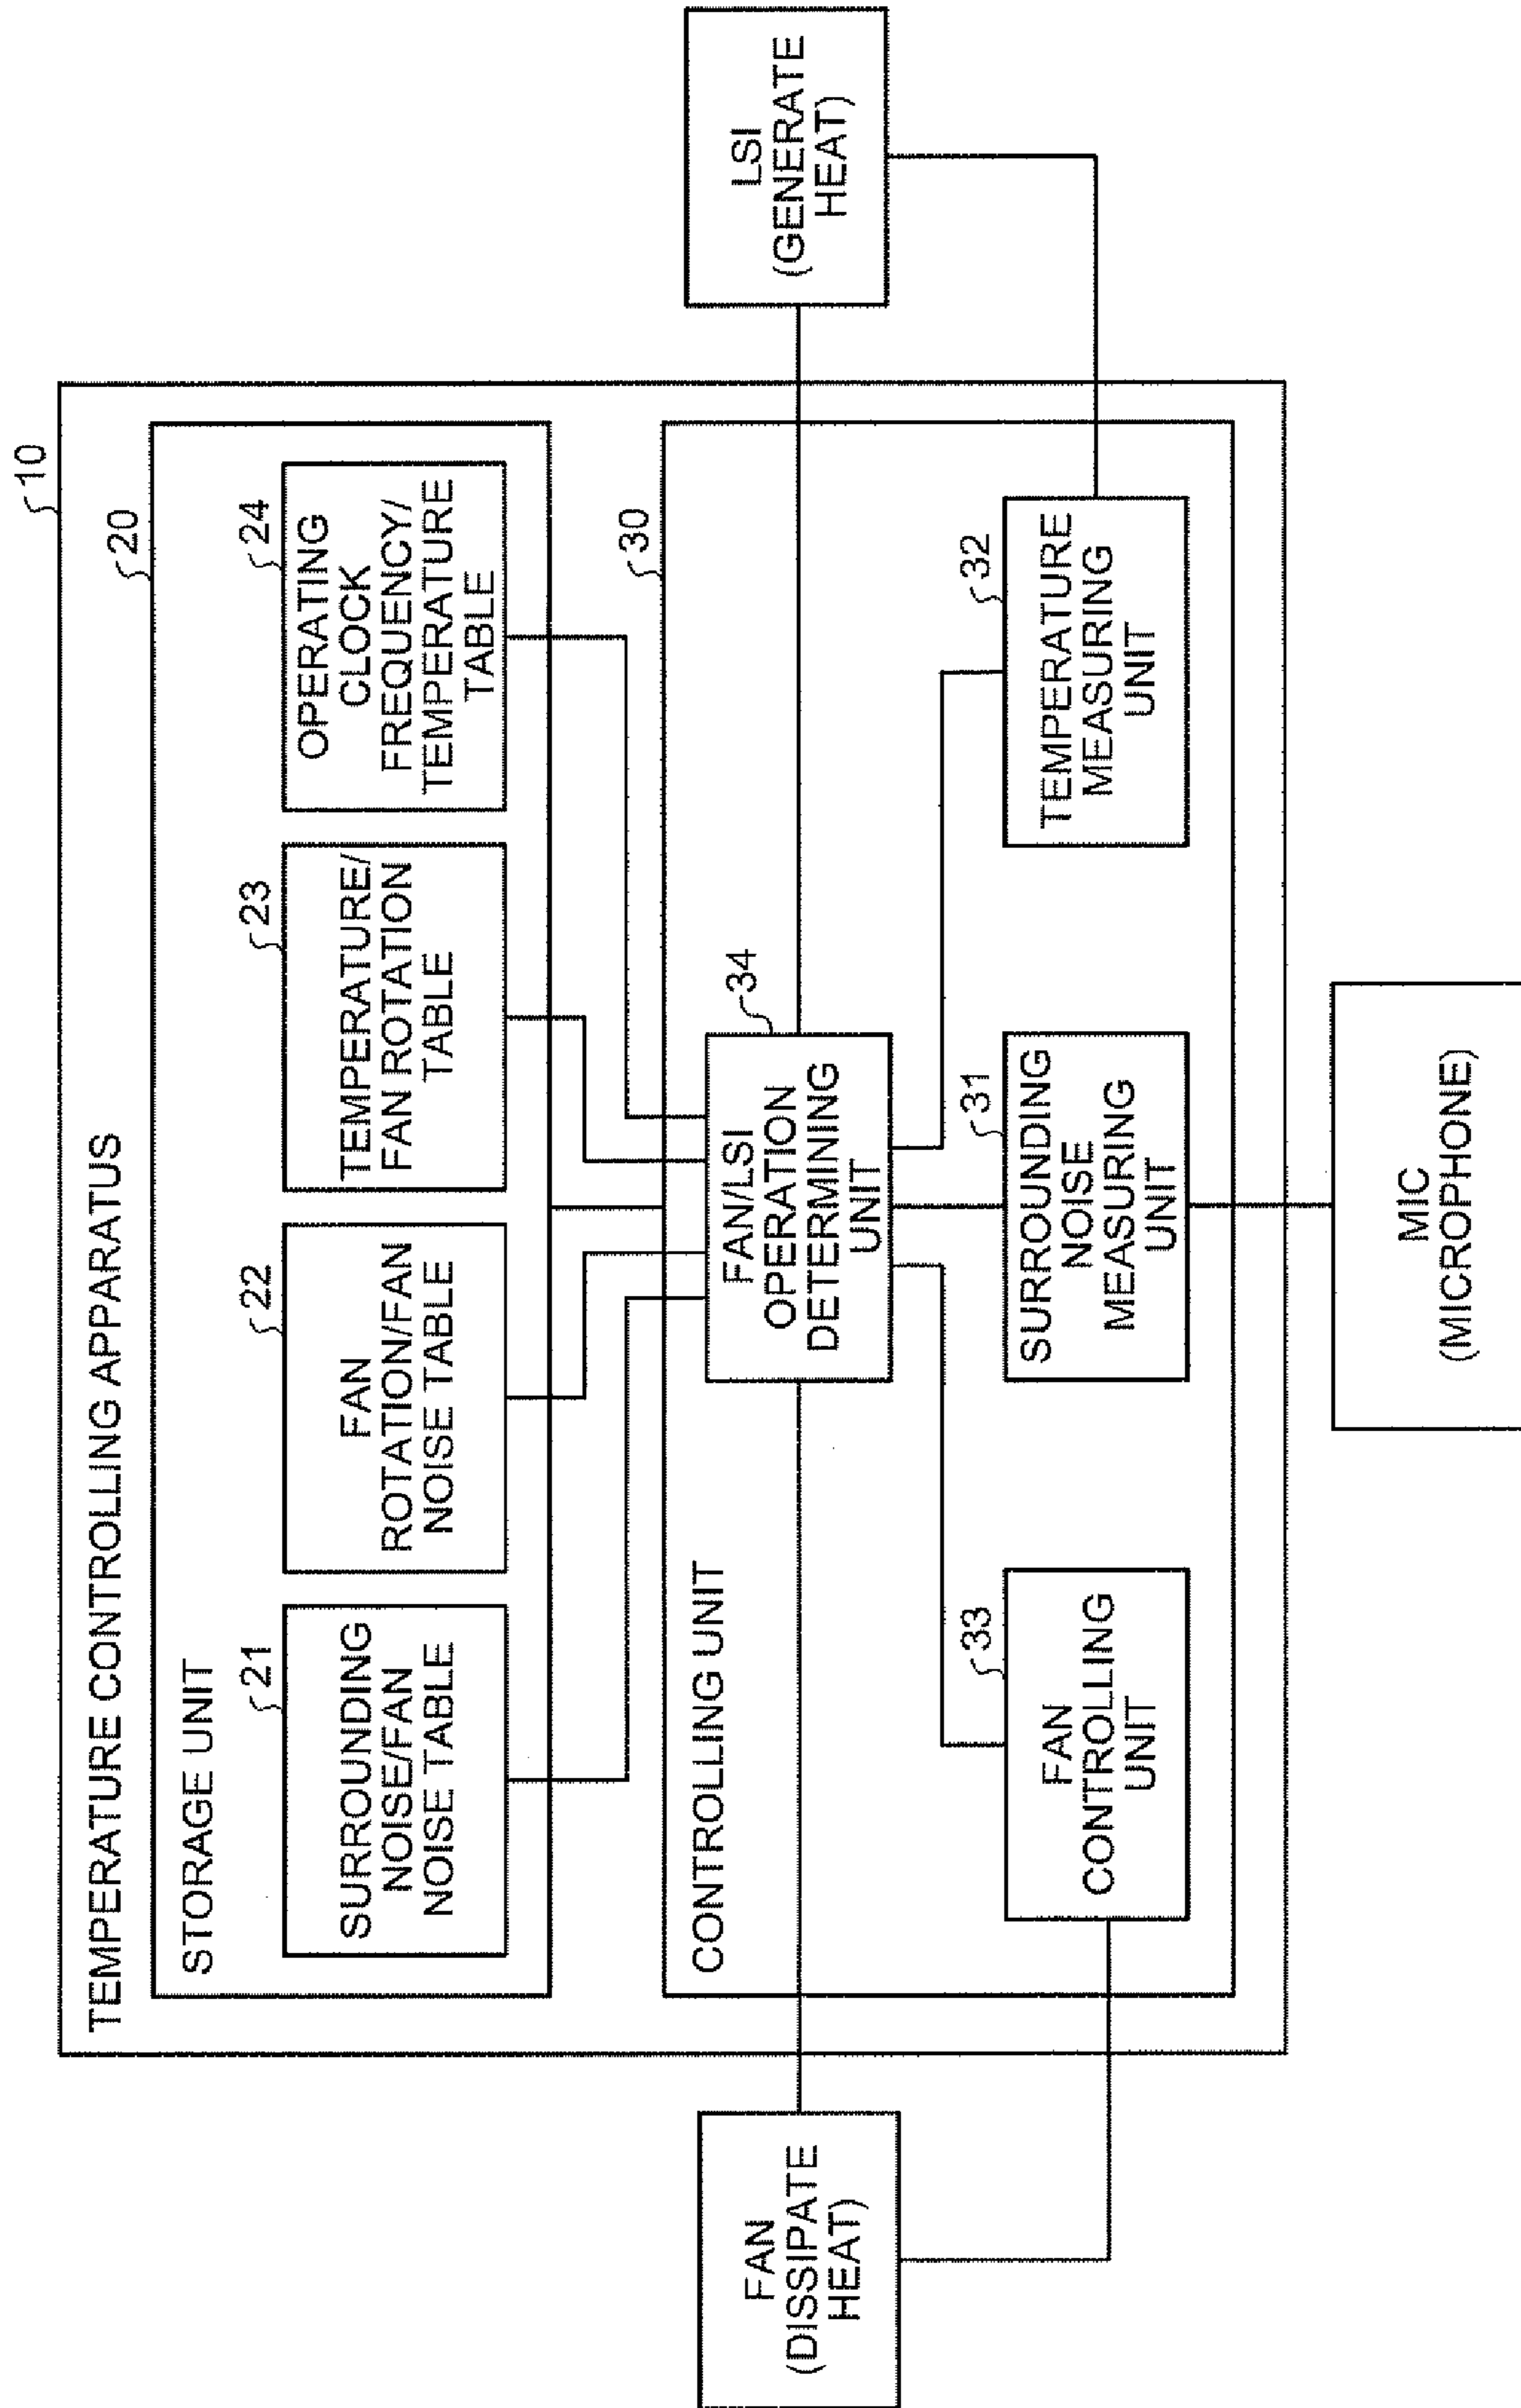 10
TEMPERATURE CONTROLLING APPARATUS
20
STORAGE UNIT
21
SURROUNDING
NOISE/FAN
NOISE TABLE
22
FAN
ROTATION/FAN
NOISE TABLE
23
TEMPERATURE/
FAN ROTATION
TABLE
24
OPERATING
CLOCK
FREQUENCY/
TEMPERATURE
TABLE
30
CONTROLLING UNIT
34
FAN/LSI
OPERATION
DETERMINING
UNIT
FAN
(DISSIPATE
HEAT)
LSI
(GENERATE
HEAT)
33
FAN
CONTROLLING
UNIT
31
SURROUNDING
NOISE
MEASURING
UNIT
32
TEMPERATURE
MEASURING
UNIT
MIC
(MICROPHONE)